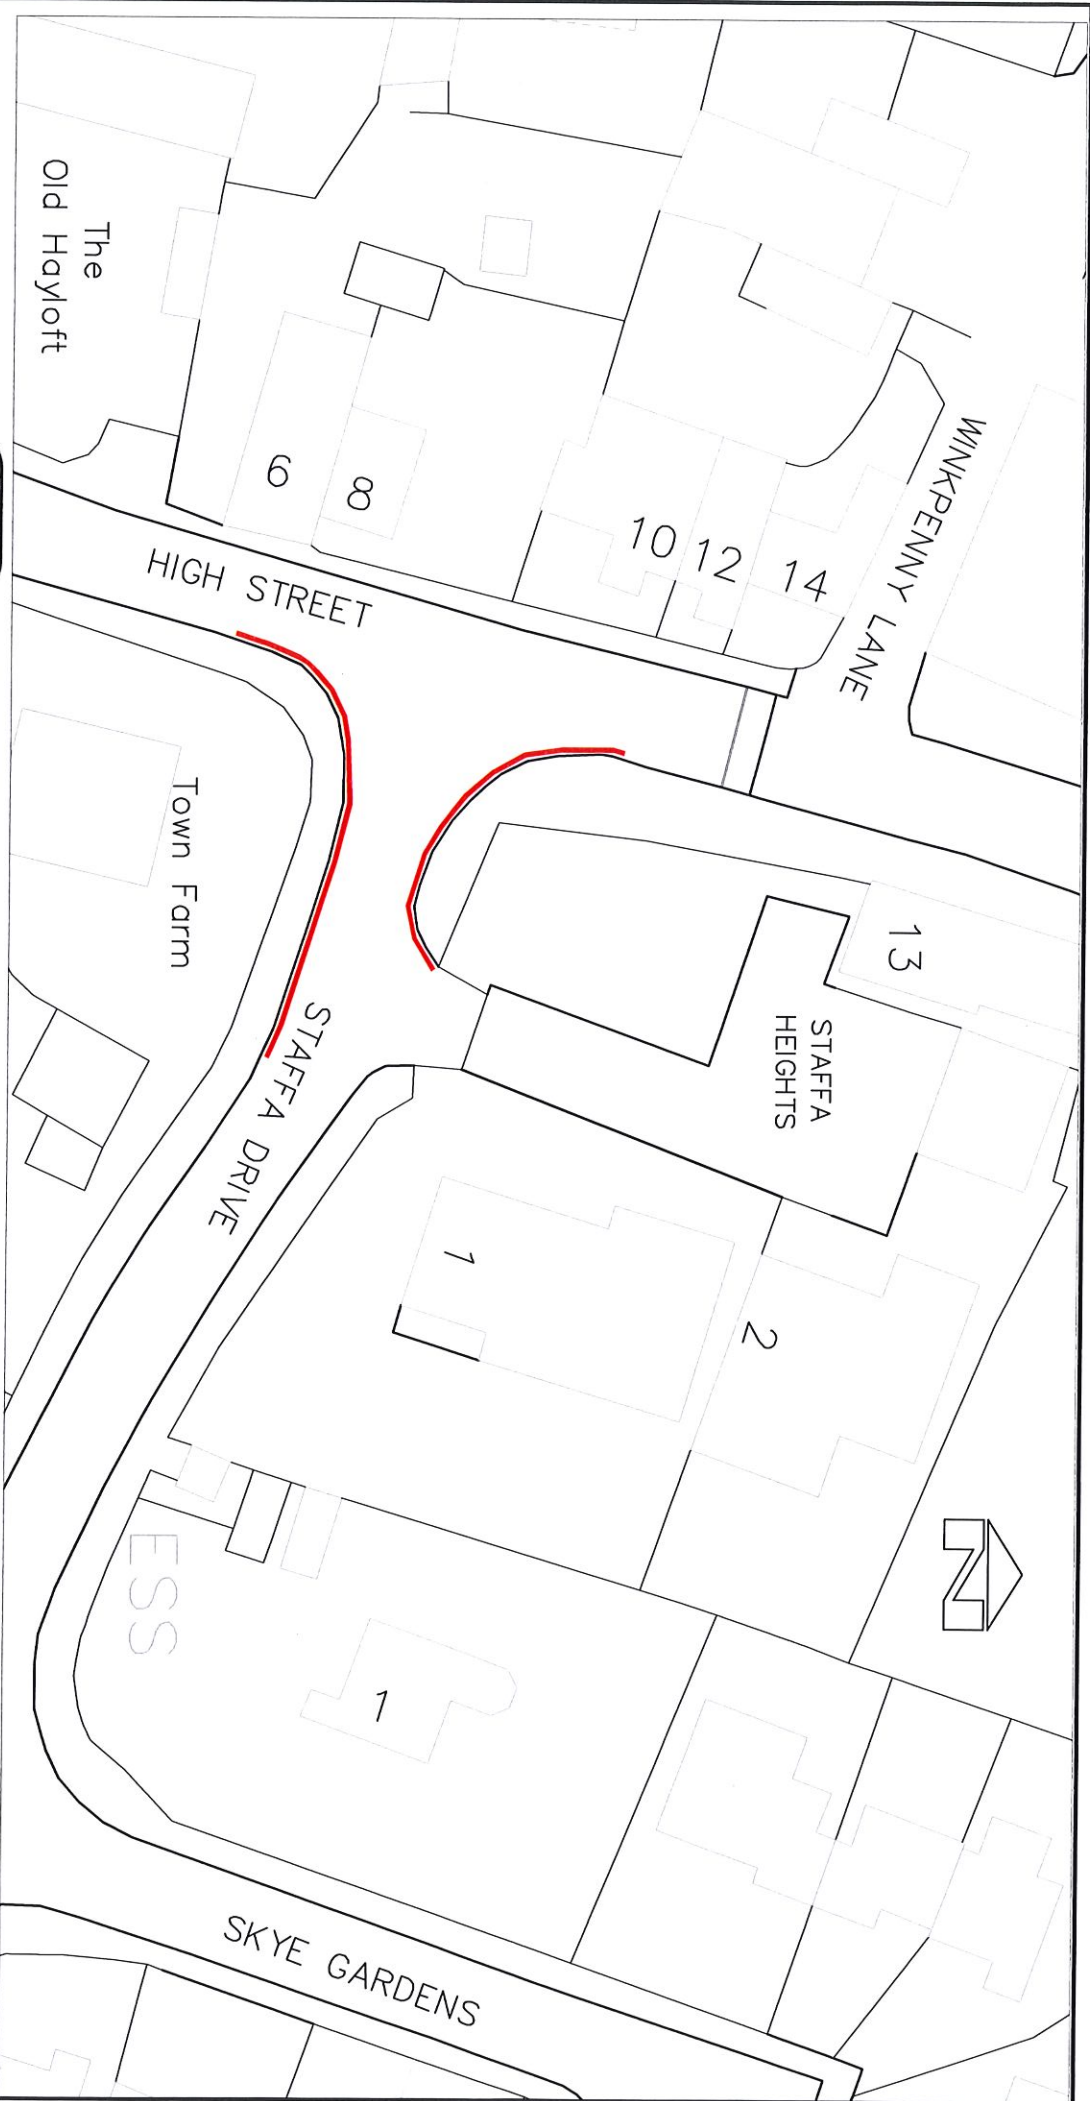 The
Old Hayloft
6
8
10
12
14
HIGH STREET
WINKPENNY LANE
Town Farm
13
STAFFA
HEIGHTS
STAFFA DRIVE
1
2
N
ESS
1
SKYE GARDENS